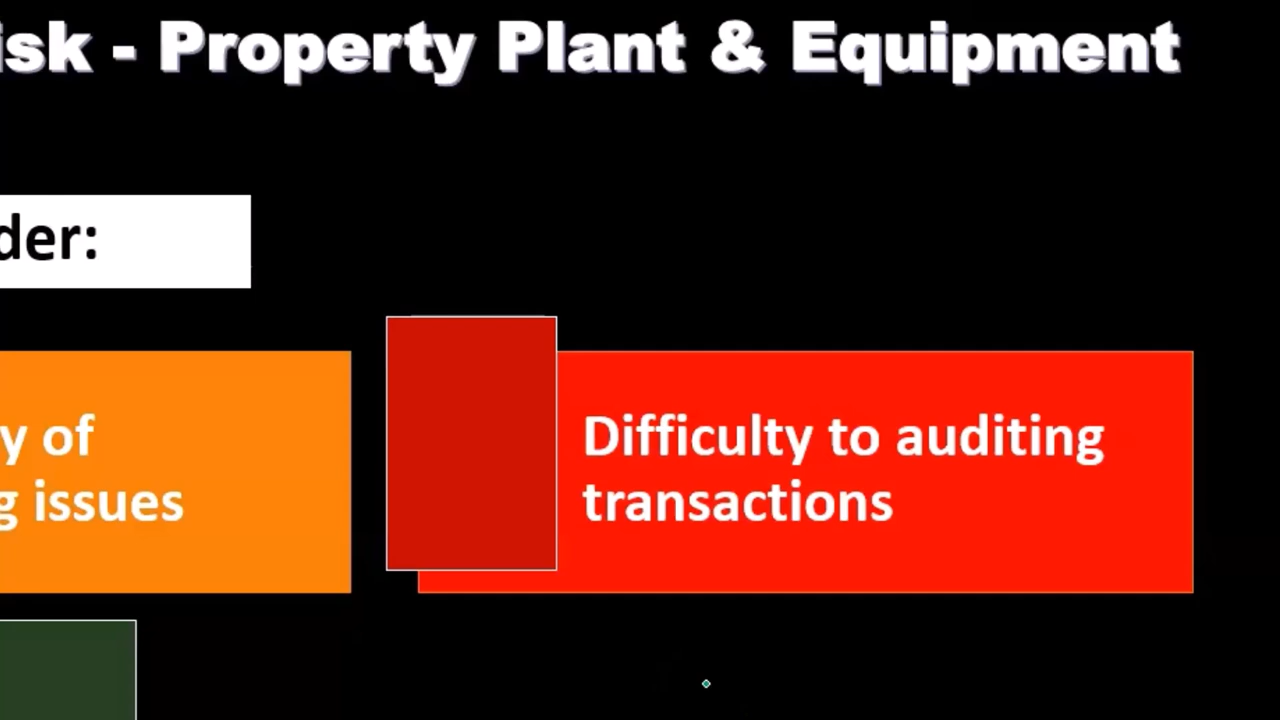 isk - Property Plant & Equipment
der:
y of
g issues
Difficulty to auditing
transactions